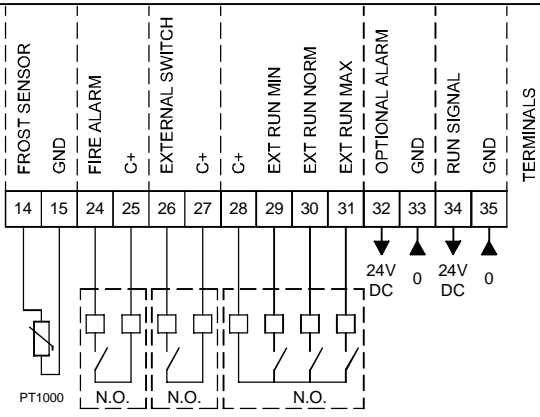 FROST SENSOR
GND
FIRE ALARM
C+
EXTERNAL SWITCH
C+
C+
EXT RUN MIN
EXT RUN NORM
EXT RUN MAX
OPTIONAL ALARM
GND
RUN SIGNAL
GND
TERMINALS
14 15 24 25 26 27 28 29 30 31 32 33 34 35
24V DC
0
24V DC
0
PT1000
N.O.
N.O.
N.O.